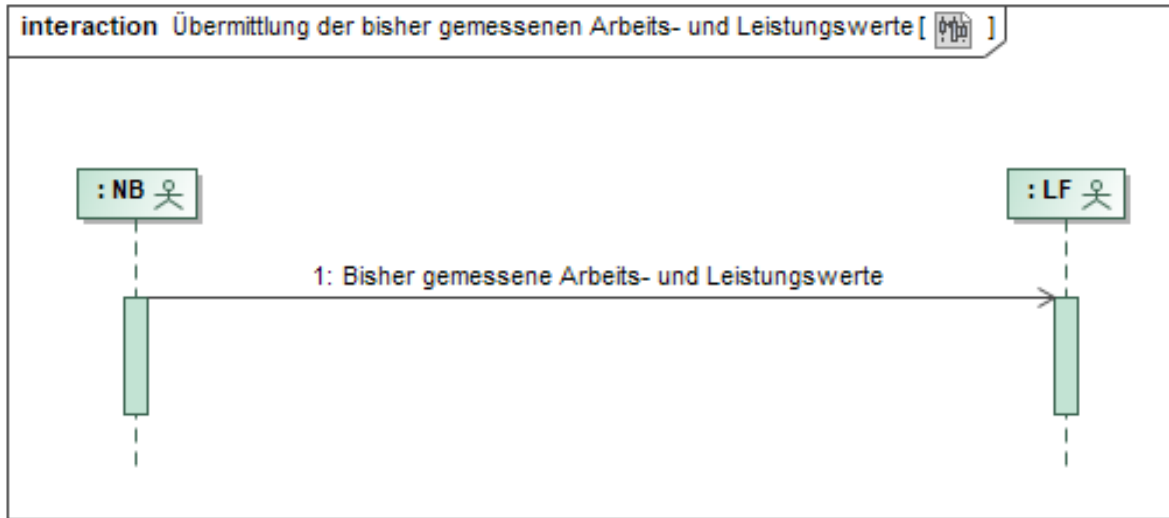 interaction Übermittlung der bisher gemessenen Arbeits- und Leistungswerte [ ]
: NB
: LF
1: Bisher gemessene Arbeits- und Leistungswerte